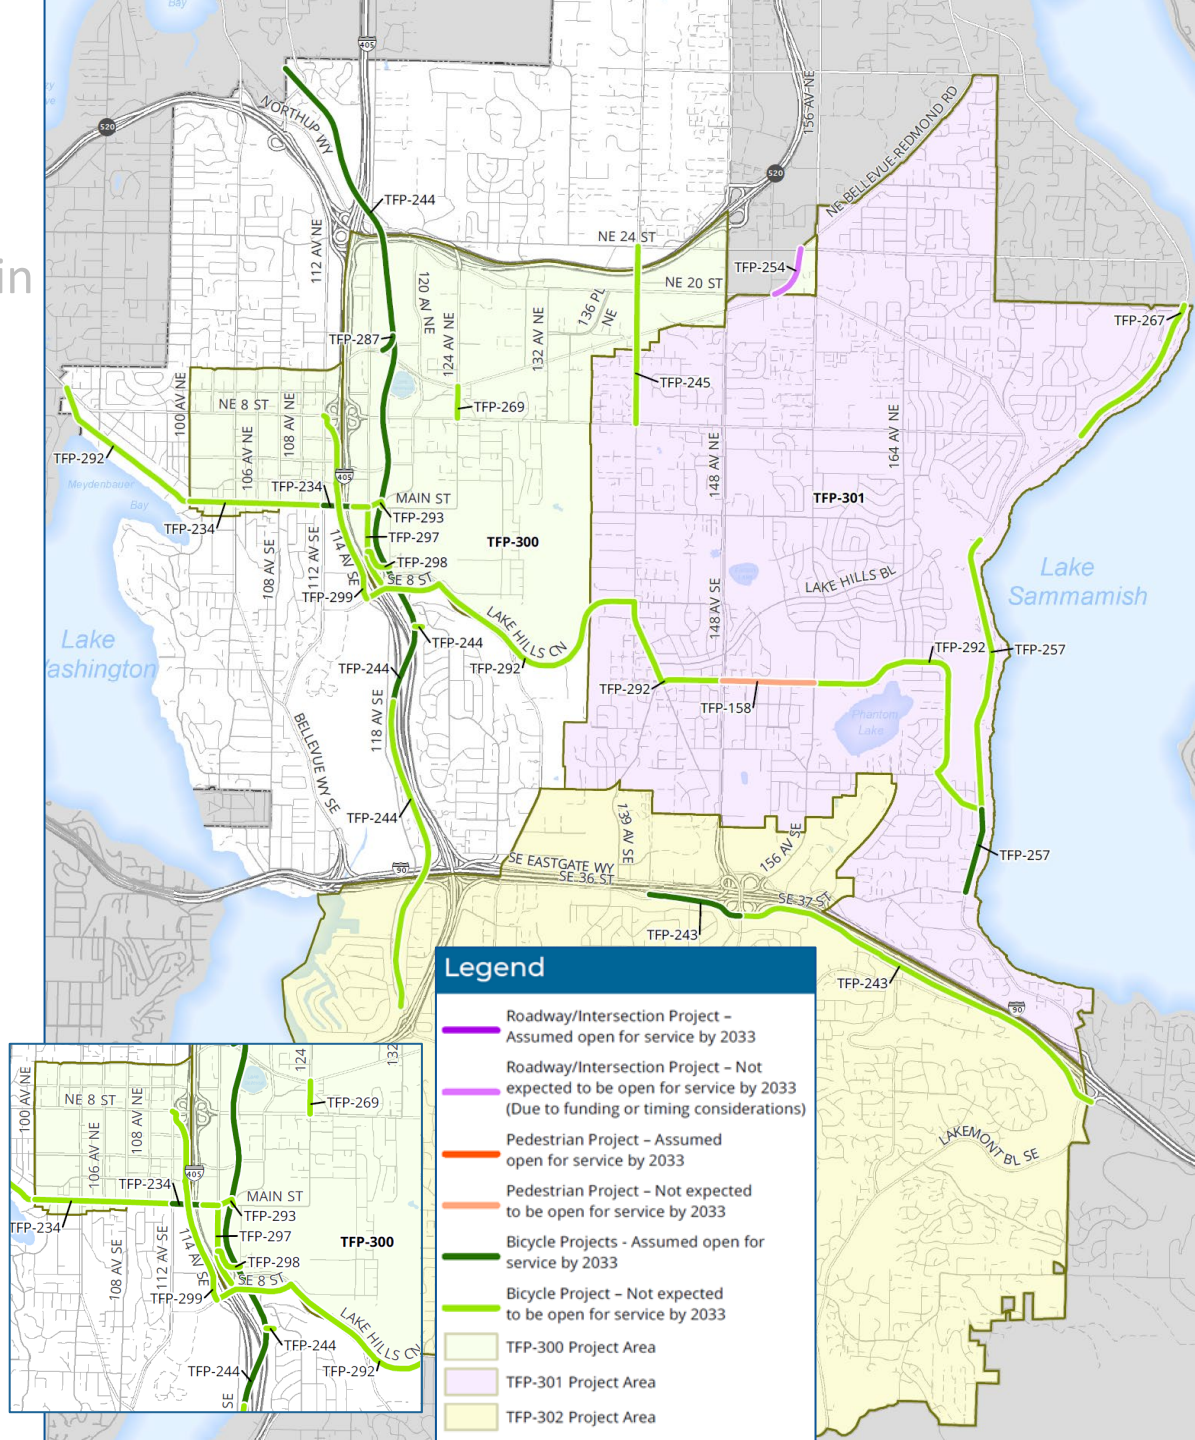 Bay
405
156 AV NE
NORTHUP WY
520
NE BELLEVUE-REDMOND RD
520
TFP-244
112 AV NE
NE 24 ST
in
TFP-254
120 AV NE
NE 20 ST
136 PL
NE
TFP-267
124 AV NE
132 AV NE
TFP-287
TFP-245
100 AV NE
NE 8 ST
108 AV NE
TFP-269
106 AV NE
148 AV NE
164 AV NE
TFP-292
405
Meydenbauer
Bay
TFP-234
MAIN ST
TFP-301
TFP-293
TFP-234
TFP-297
TFP-300
114 AV SE
112 AV SE
108 AV SE
TFP-298
SE 8 ST
LAKE HILLS BL
Lake
Sammamish
TFP-299
148 AV SE
LAKE HILLS CN
Lake
ashington
TFP-244
TFP-292
TFP-257
TFP-244
TFP-292
TFP-292
TFP-158
118 AV SE
Phantom
Lake
BELLEVUE WY SE
TFP-244
139 AV SE
156 AV SE
TFP-257
90
SE EASTGATE WY
SE 36 ST
SE 37 ST
TFP-243
TFP-243
90
LAKEMONT BL SE
Legend
Roadway/Intersection Project –
Assumed open for service by 2033
Roadway/Intersection Project – Not
expected to be open for service by 2033
(Due to funding or timing considerations)
Pedestrian Project – Assumed
open for service by 2033
Pedestrian Project – Not expected
to be open for service by 2033
Bicycle Projects - Assumed open for
service by 2033
Bicycle Project – Not expected
to be open for service by 2033
TFP-300 Project Area
TFP-301 Project Area
TFP-302 Project Area
124
132
100 AV NE
NE 8 ST
108 AV NE
TFP-269
106 AV NE
405
TFP-234
MAIN ST
TFP-293
TFP-234
TFP-297
TFP-300
114 AV SE
112 AV SE
108 AV SE
TFP-298
SE 8 ST
TFP-299
LAKE HILLS CN
TFP-244
TFP-244
TFP-292
SE